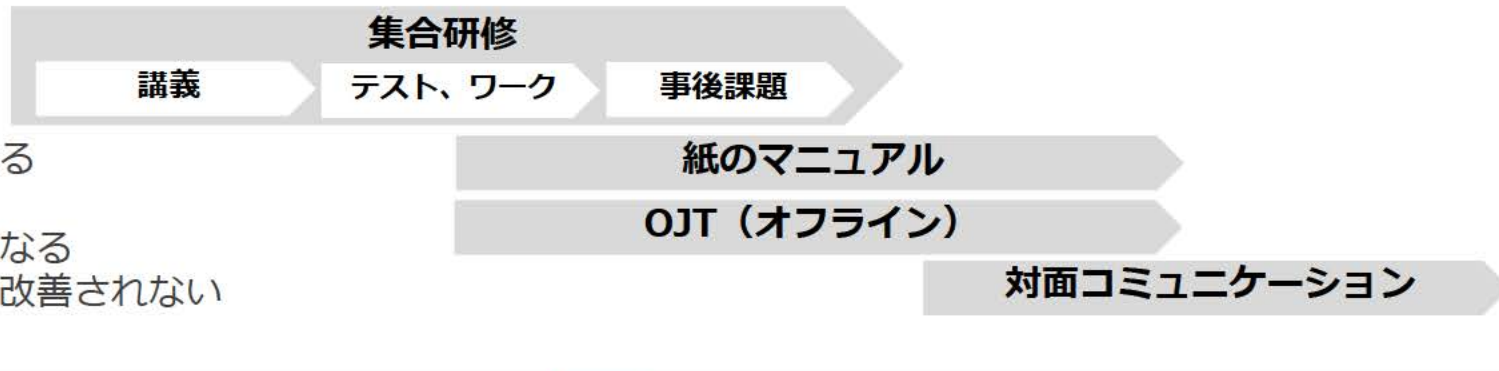 集合研修
講義
テスト、ワーク
事後課題
る
紙のマニュアル
OJT（オフライン）
なる
改善されない
対面コミュニケーション